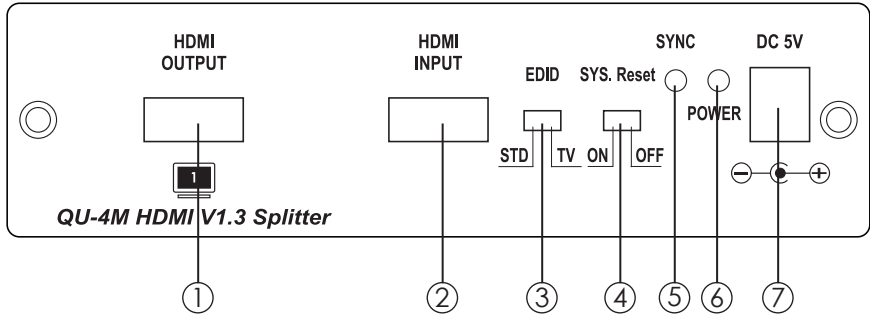 HDMI
OUTPUT
HDMI
INPUT
EDID
SYS. Reset
SYNC
POWER
DC 5V
STD
TV
ON
OFF
1
QU-4M HDMI V1.3 Splitter
1
2
3
4
5
6
7